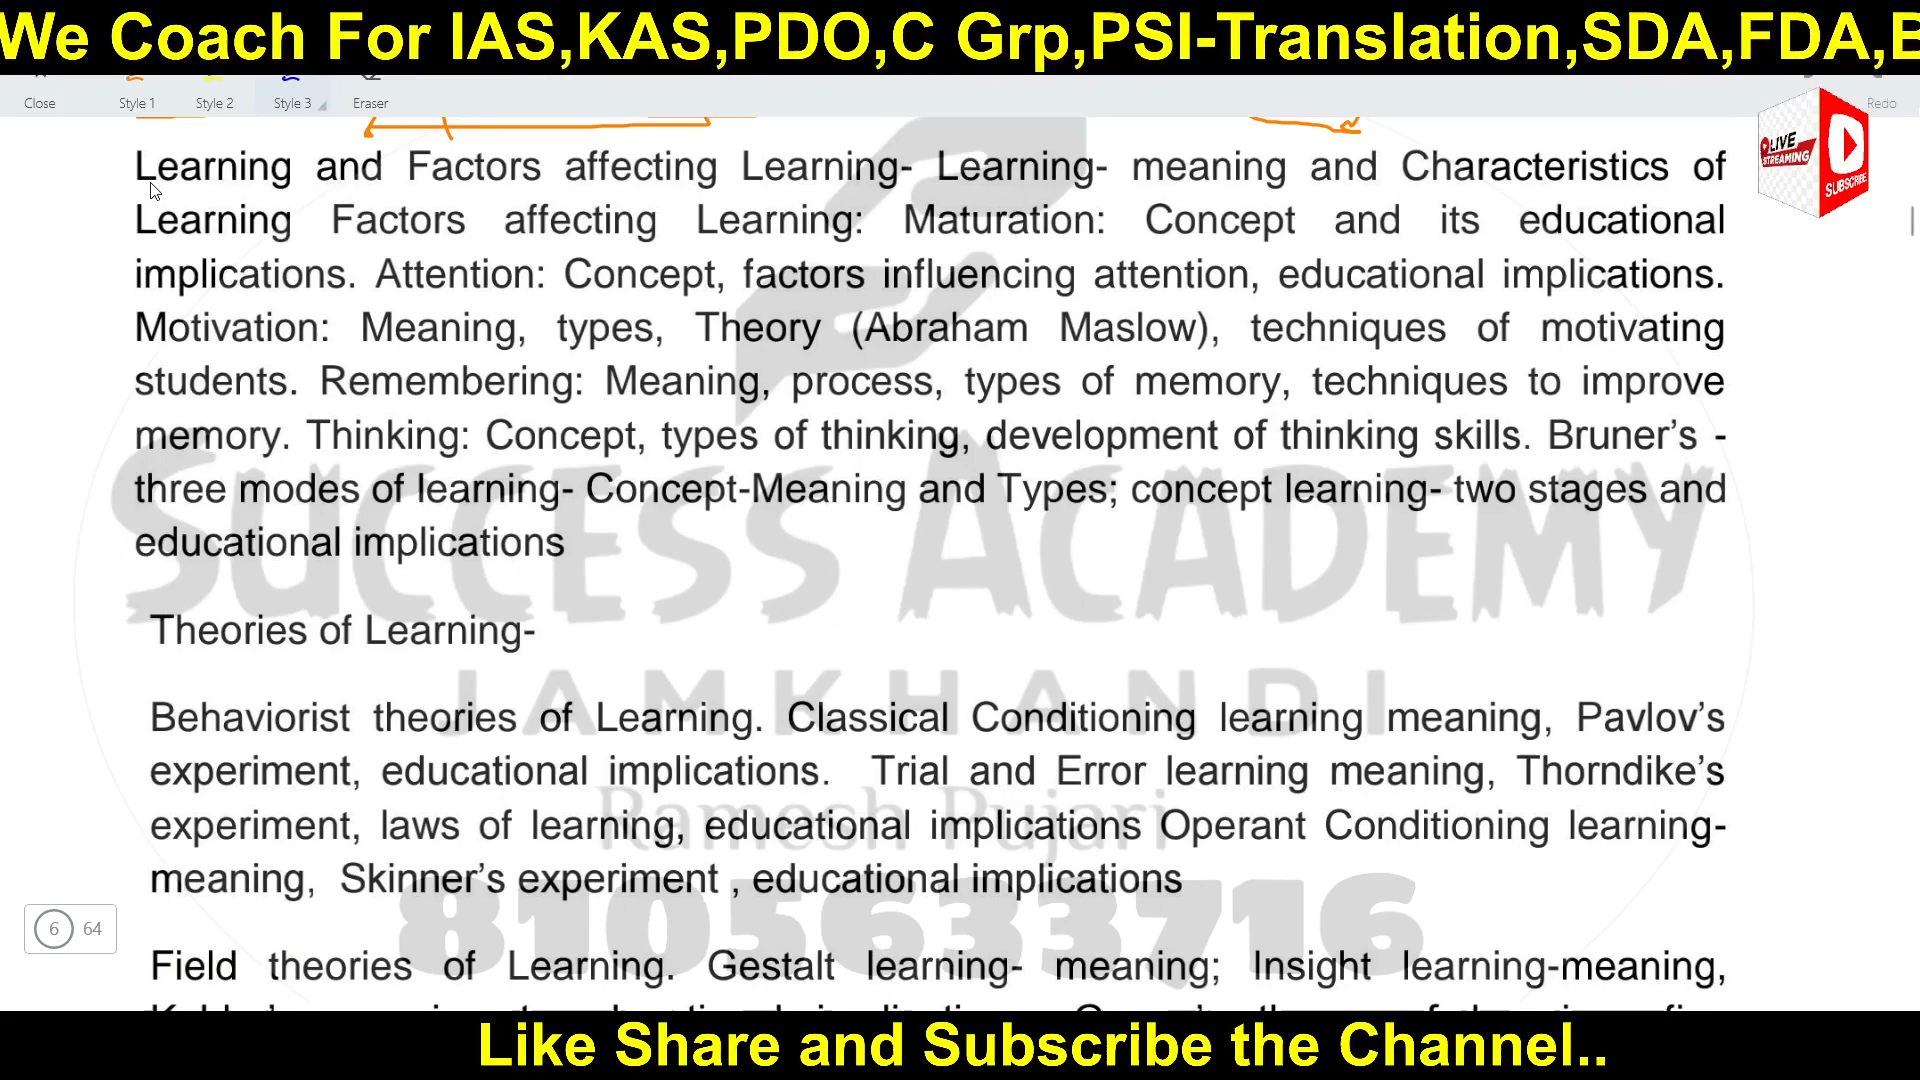 We Coach For IAS,KAS,PDO,C Grp,PSI-Translation,SDA,FDA,B
Close Style 1 Style 2 Style 3 Eraser Redo
LIVE STREAMING SUBSCRIBE
Learning and Factors affecting Learning- Learning- meaning and Characteristics of
Learning Factors affecting Learning: Maturation: Concept and its educational
implications. Attention: Concept, factors influencing attention, educational implications.
Motivation: Meaning, types, Theory (Abraham Maslow), techniques of motivating
students. Remembering: Meaning, process, types of memory, techniques to improve
memory. Thinking: Concept, types of thinking, development of thinking skills. Bruner’s -
three modes of learning- Concept-Meaning and Types; concept learning- two stages and
educational implications
SUCCESS ACADEMY
Theories of Learning-
JAMKHANDI
Behaviorist theories of Learning. Classical Conditioning learning meaning, Pavlov’s
experiment, educational implications. Trial and Error learning meaning, Thorndike’s
Ramesh Pujari
experiment, laws of learning, educational implications Operant Conditioning learning-
meaning, Skinner’s experiment , educational implications
8105633716
6 64
Field theories of Learning. Gestalt learning- meaning; Insight learning-meaning,
Like Share and Subscribe the Channel..